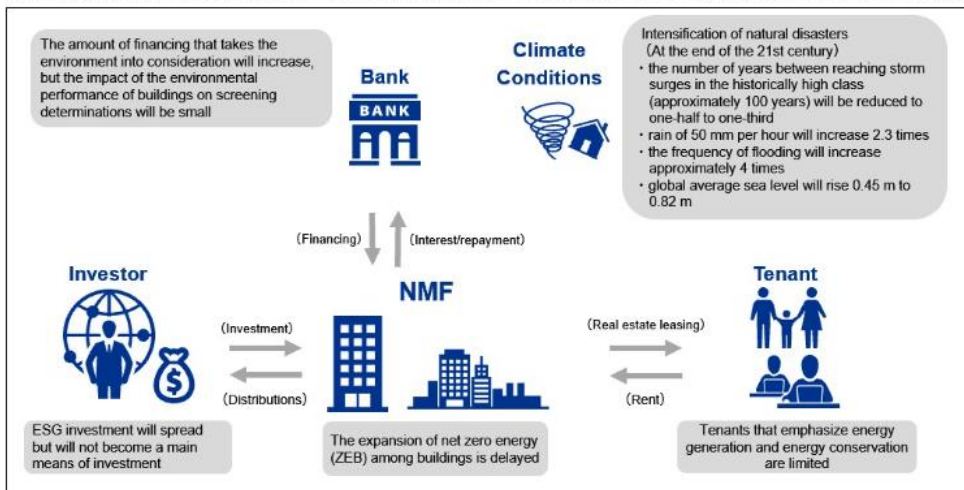 The amount of financing that takes the
environment into consideration will increase,
but the impact of the environmental
performance of buildings on screening
determinations will be small
Bank
BANK
Climate
Conditions
Intensification of natural disasters
(At the end of the 21st century)
・the number of years between reaching storm
surges in the historically high class
(approximately 100 years) will be reduced to
one-half to one-third
・rain of 50 mm per hour will increase 2.3 times
・the frequency of flooding will increase
approximately 4 times
・global average sea level will rise 0.45 m to
0.82 m
(Financing)
(Interest/repayment)
Investor
NMF
Tenant
(Investment)
(Distributions)
(Real estate leasing)
(Rent)
$
ESG investment will spread
but will not become a main
means of investment
The expansion of net zero energy
(ZEB) among buildings is delayed
Tenants that emphasize energy
generation and energy conservation
are limited